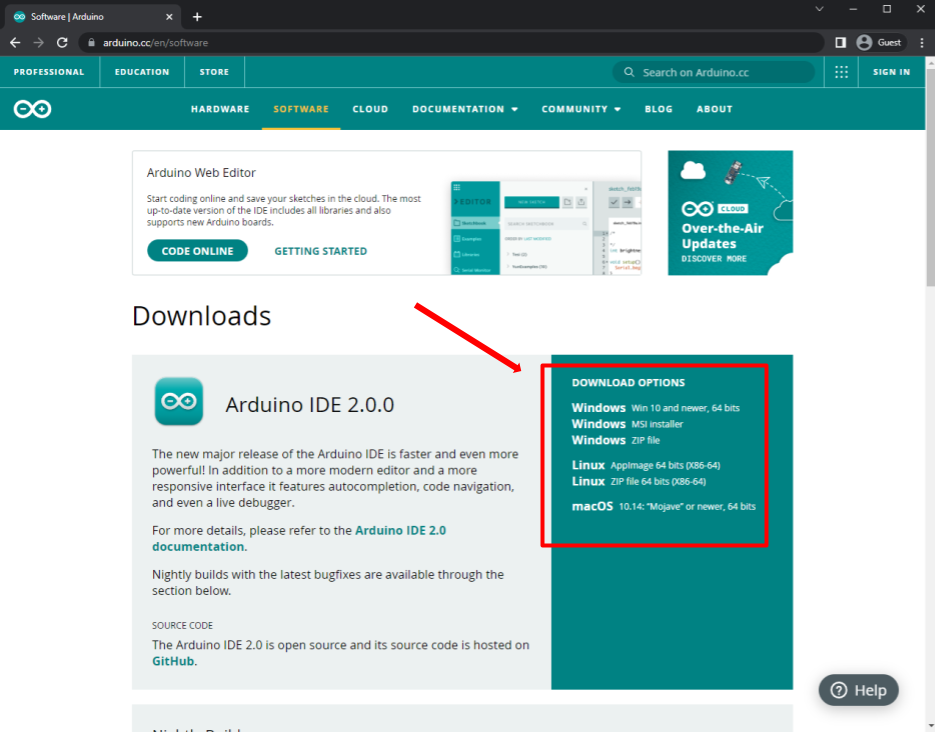 Software | Arduino
arduino.cc/en/software
Guest
PROFESSIONAL
EDUCATION
STORE
Search on Arduino.cc
SIGN IN
HARDWARE
SOFTWARE
CLOUD
DOCUMENTATION
COMMUNITY
BLOG
ABOUT
Arduino Web Editor
Start coding online and save your sketches in the cloud. The most
up-to-date version of the IDE includes all libraries and also
supports new Arduino boards.
CODE ONLINE
GETTING STARTED
EDITOR
NEW SKETCH
Sketchbook
Examples
Libraries
Serial Monitor
CLOUD
Over-the-Air
Updates
DISCOVER MORE
Downloads
Arduino IDE 2.0.0
The new major release of the Arduino IDE is faster and even more
powerful! In addition to a more modern editor and a more
responsive interface it features autocompletion, code navigation,
and even a live debugger.
For more details, please refer to the Arduino IDE 2.0
documentation.
Nightly builds with the latest bugfixes are available through the
section below.
SOURCE CODE
The Arduino IDE 2.0 is open source and its source code is hosted on
GitHub.
DOWNLOAD OPTIONS
Windows Win 10 and newer, 64 bits
Windows MSI installer
Windows ZIP file
Linux AppImage 64 bits (X86-64)
Linux ZIP file 64 bits (X86-64)
macOS 10.14: "Mojave" or newer, 64 bits
Help